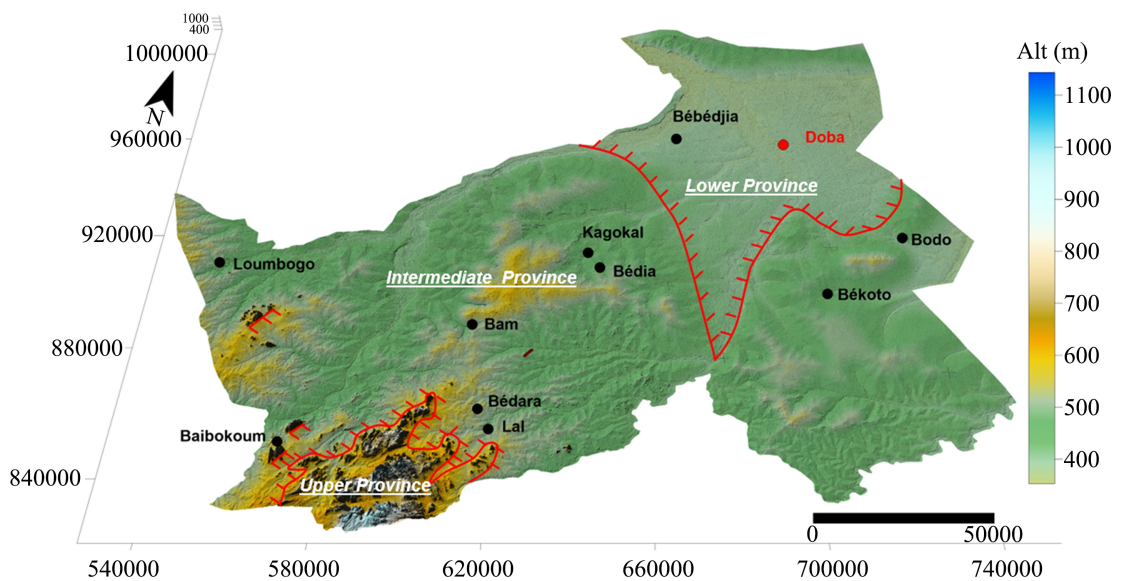 1000
400
Alt (m)
1000000
1100
Bébédjia
N
960000
Doba
1000
Lower Province
900
920000
Kagokal
Bodo
800
Loumbogo
Bédia
Intermediate Province
Békoto
700
Bam
880000
600
Bédara
500
Lal
Baibokoum
400
840000
Upper Province
0
50000
540000
580000
620000
660000
700000
740000